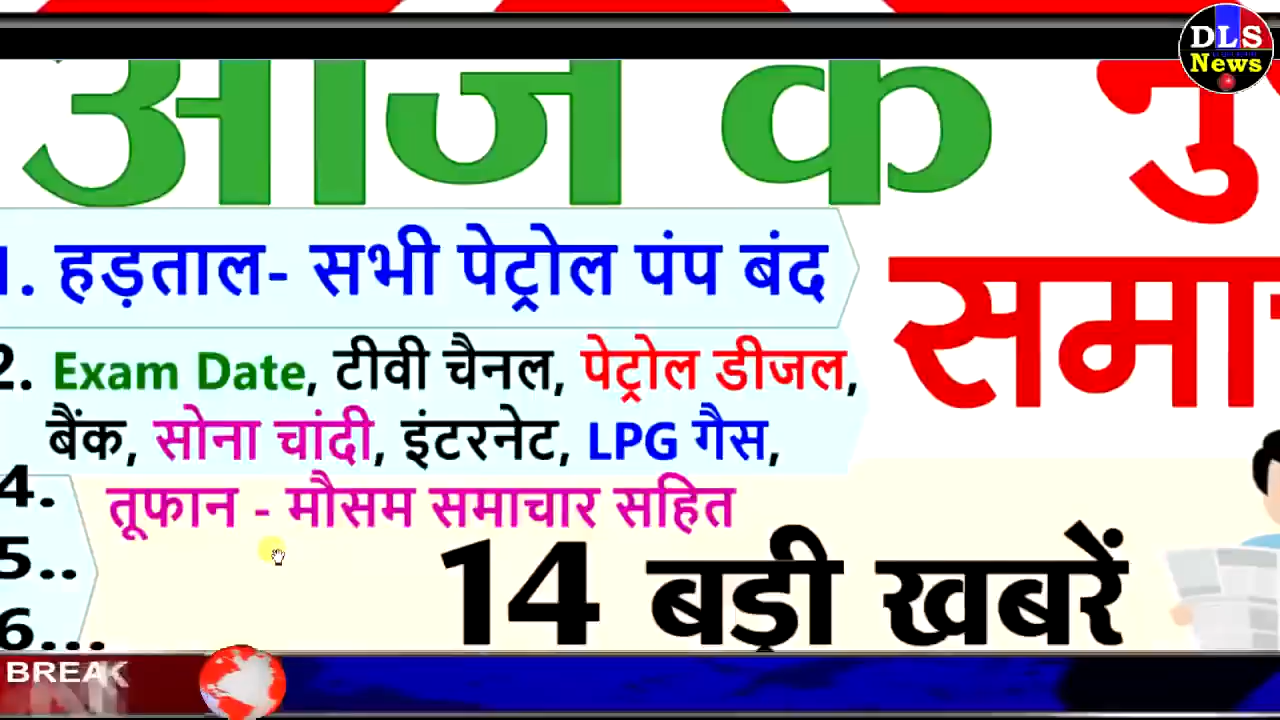 DLS
News
आज के
समा
1. हड़ताल- सभी पेट्रोल पंप बंद
2. Exam Date, टीवी चैनल, पेट्रोल डीजल,
बैंक, सोना चांदी, इंटरनेट, LPG गैस,
4. तूफान - मौसम समाचार सहित
5..
6...
14 बड़ी खबरें
BREAK